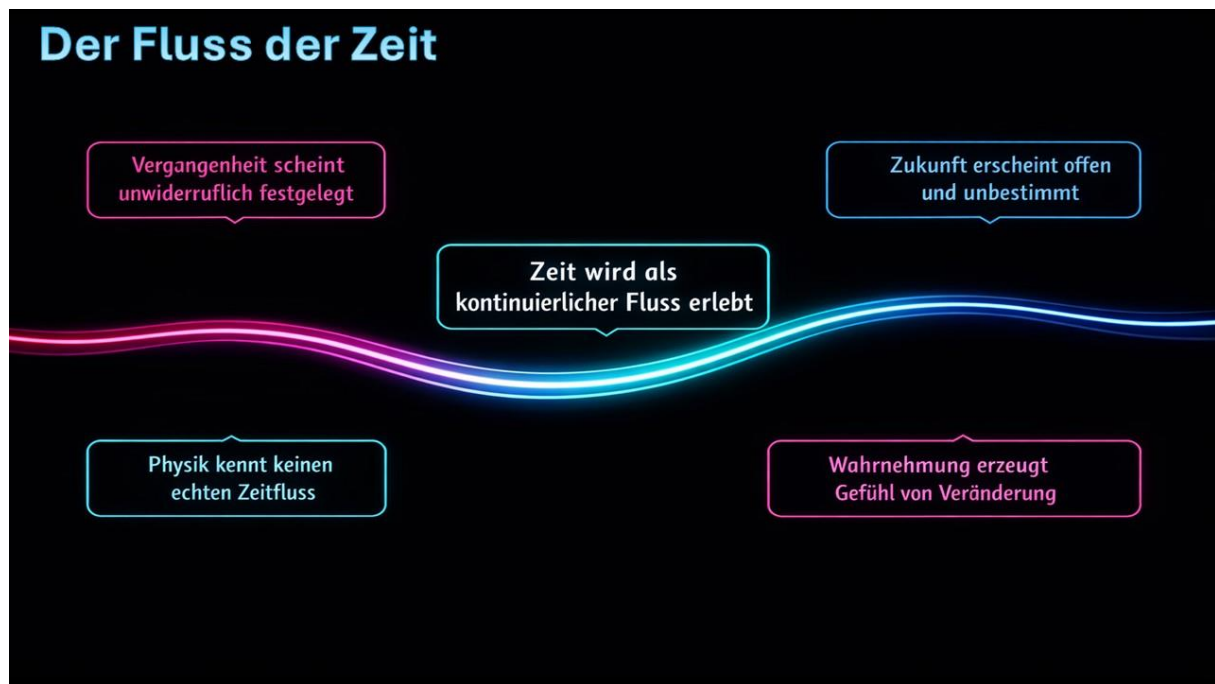 Der Fluss der Zeit
Vergangenheit scheint
unwiderruflich festgelegt
Zukunft erscheint offen
und unbestimmt
Zeit wird als
kontinuierlicher Fluss erlebt
Physik kennt keinen
echten Zeitfluss
Wahrnehmung erzeugt
Gefühl von Veränderung